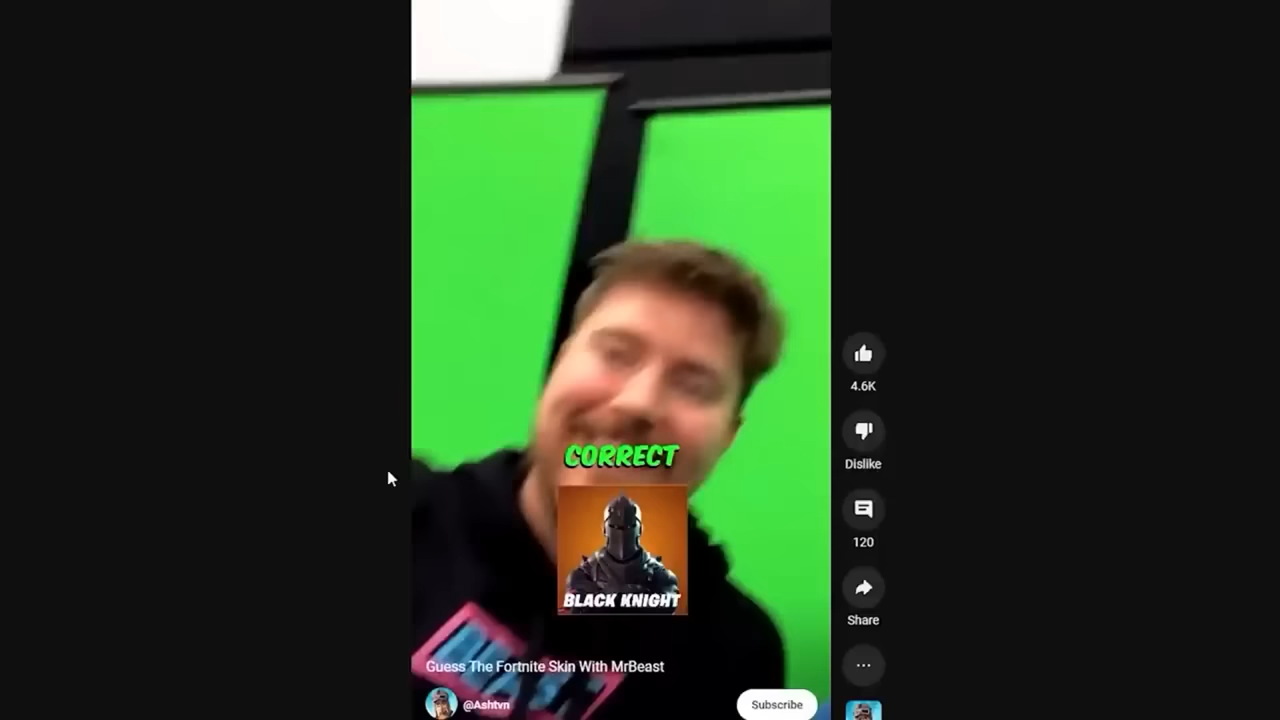 CORRECT
BLACK KNIGHT
Guess The Fortnite Skin With MrBeast
@Ashtvn
Subscribe
4.6K
Dislike
120
Share